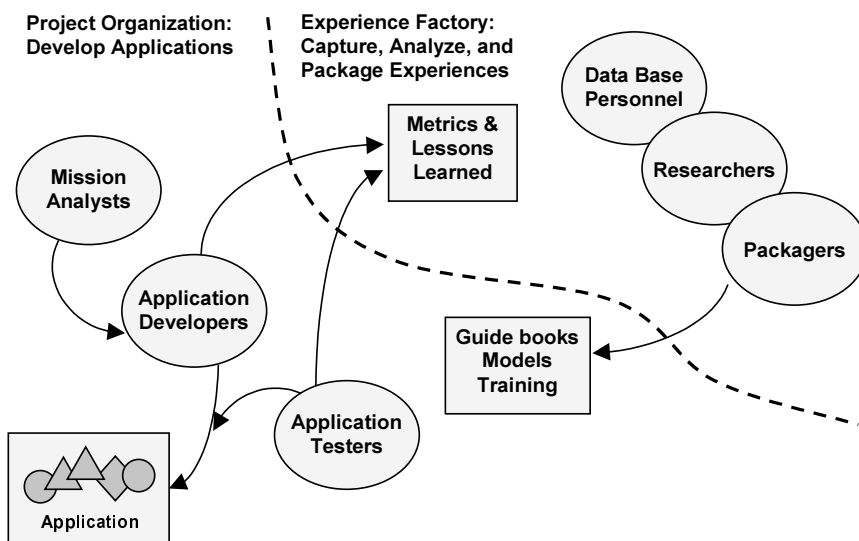 Project Organization:
Develop Applications
Experience Factory:
Capture, Analyze, and
Package Experiences
Data Base
Personnel
Metrics &
Lessons
Learned
Researchers
Mission
Analysts
Packagers
Application
Developers
Guide books
Models
Training
Application
Testers
Application